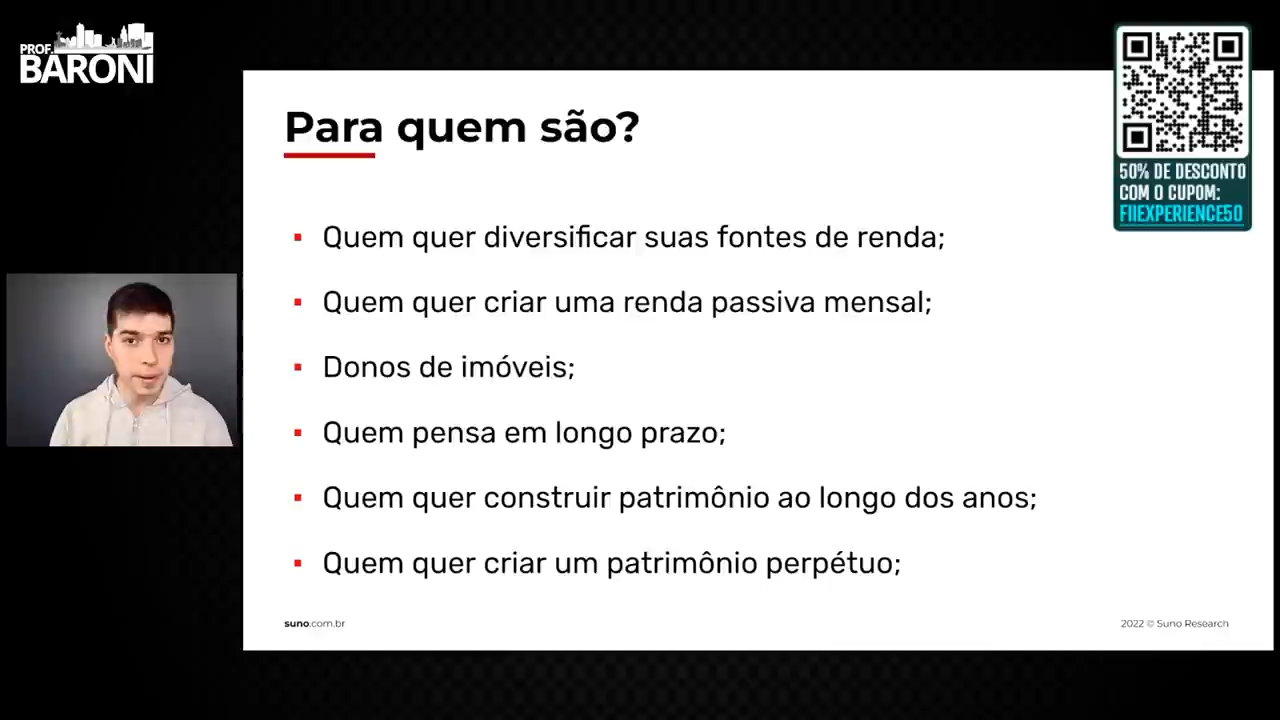 PROF.
BARONI
Para quem são?
50% DE DESCONTO
COM O CUPOM:
FIIEXPERIENCE50
▪ Quem quer diversificar suas fontes de renda;
▪ Quem quer criar uma renda passiva mensal;
▪ Donos de imóveis;
▪ Quem pensa em longo prazo;
▪ Quem quer construir patrimônio ao longo dos anos;
▪ Quem quer criar um patrimônio perpétuo;
suno.com.br
2022 © Suno Research